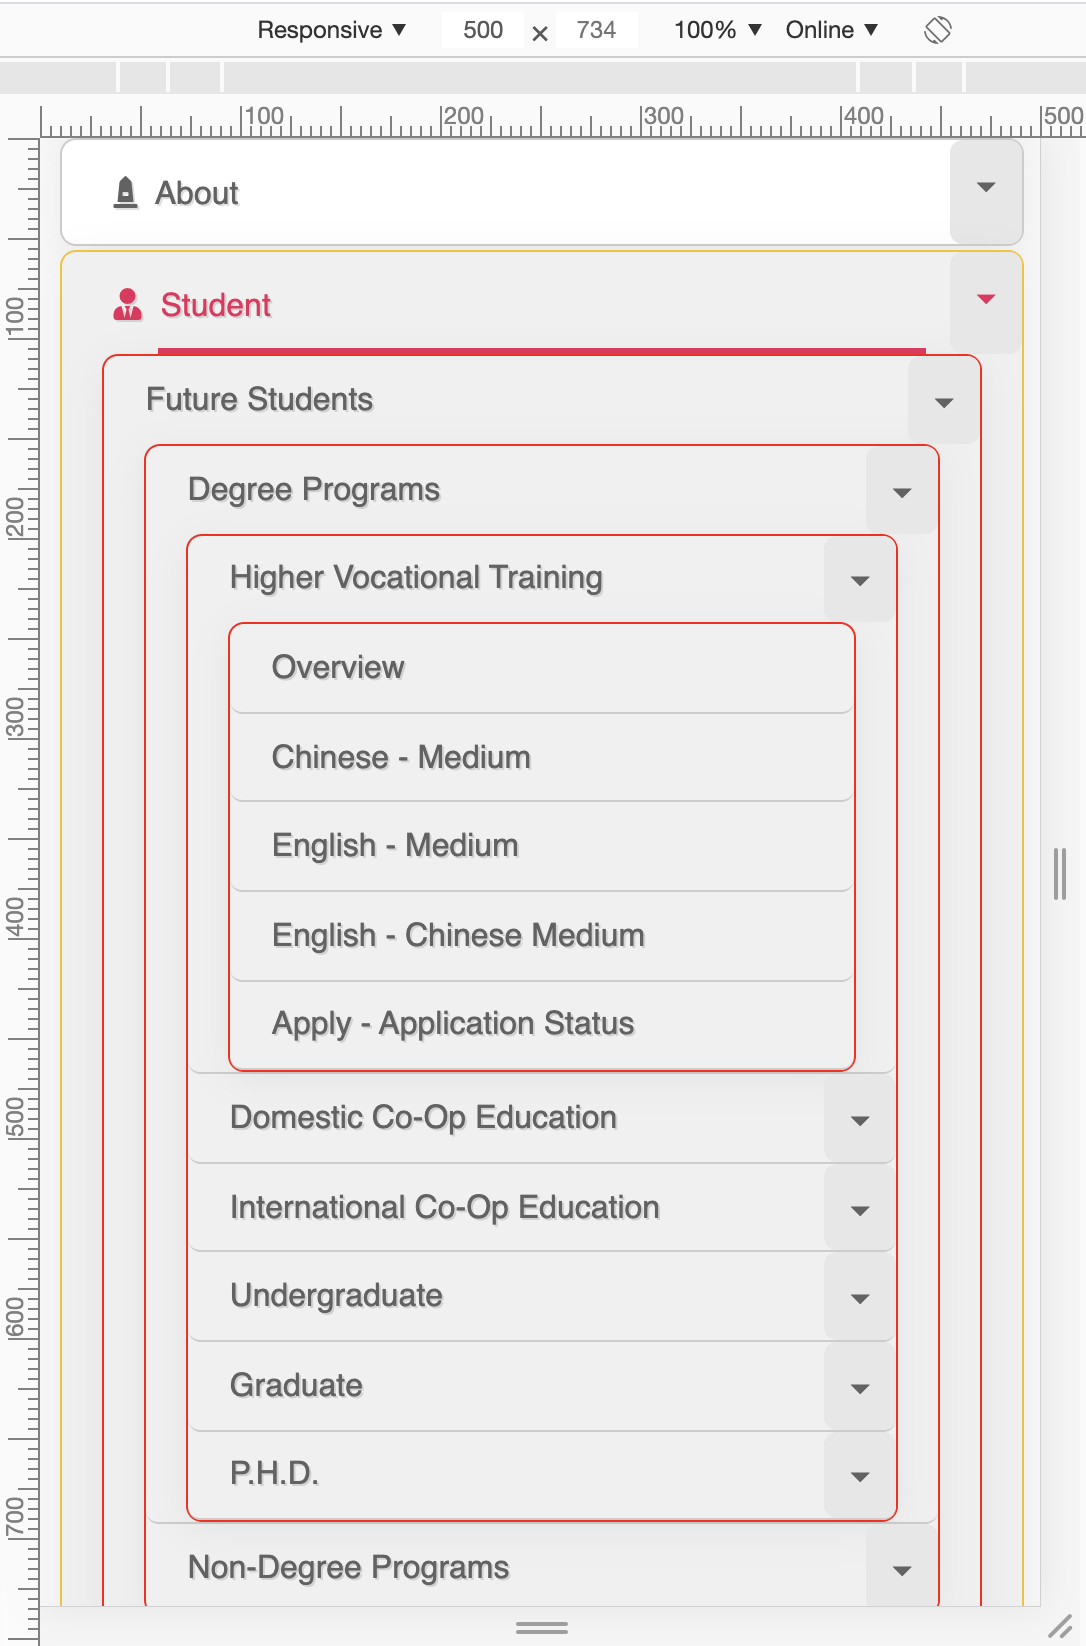 Responsive ▼ 500 × 734 100% ▼ Online ▼
100 200 300 400 500
About
Student
100
Future Students
Degree Programs
200
Higher Vocational Training
Overview
300
Chinese - Medium
English - Medium
400
English - Chinese Medium
Apply - Application Status
500
Domestic Co-Op Education
International Co-Op Education
Undergraduate
600
Graduate
P.H.D.
700
Non-Degree Programs